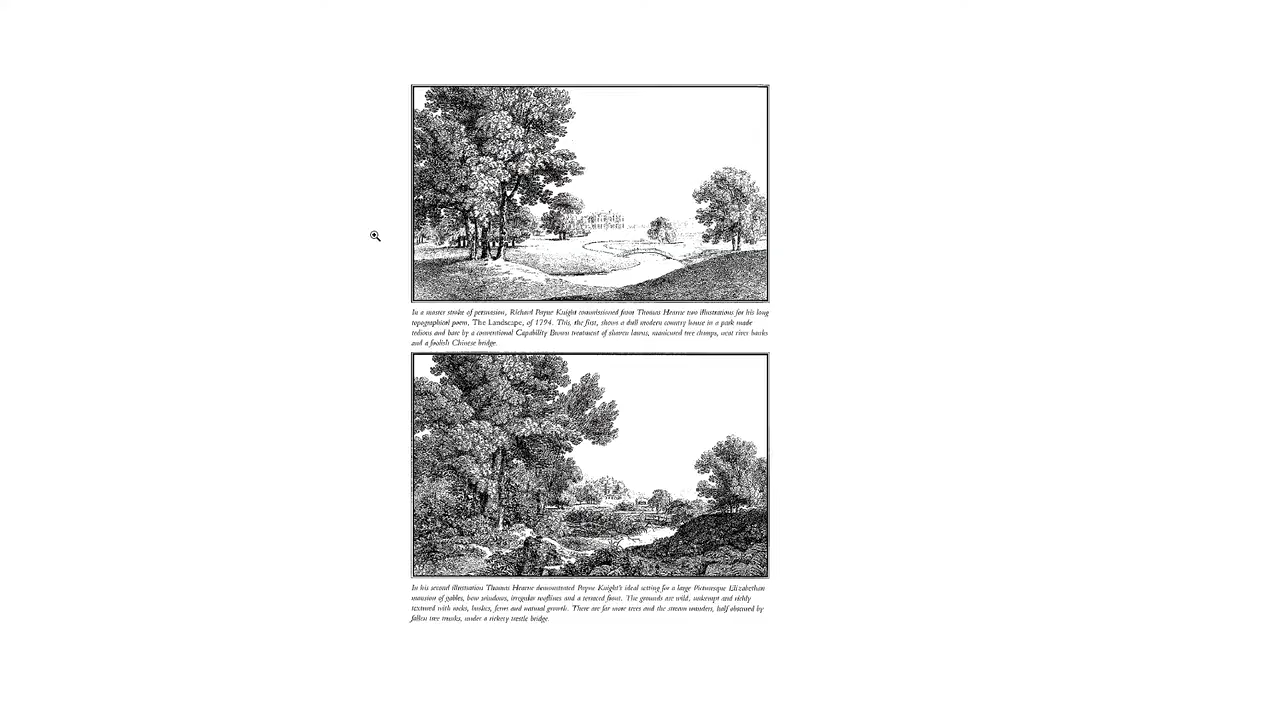 In a master stroke of persuasion, Richard Payne Knight commissioned from Thomas Hearne two illustrations for his long
topographical poem, The Landscape, of 1794. This, the first, shows a dull modern country house in a park made
tedious and bare by a conventional Capability Brown treatment of shaven lawns, manicured tree clumps, neat river banks
and a foolish Chinese bridge.
In his second illustration Thomas Hearne demonstrated Payne Knight's ideal setting for a large Picturesque Elizabethan
mansion of gables, bow windows, irregular rooflines and a terraced front. The grounds are wild, unkempt and richly
textured with rocks, bushes, ferns and natural growth. There are far more trees and the stream wanders, half obscured by
fallen tree trunks, under a rickety trestle bridge.